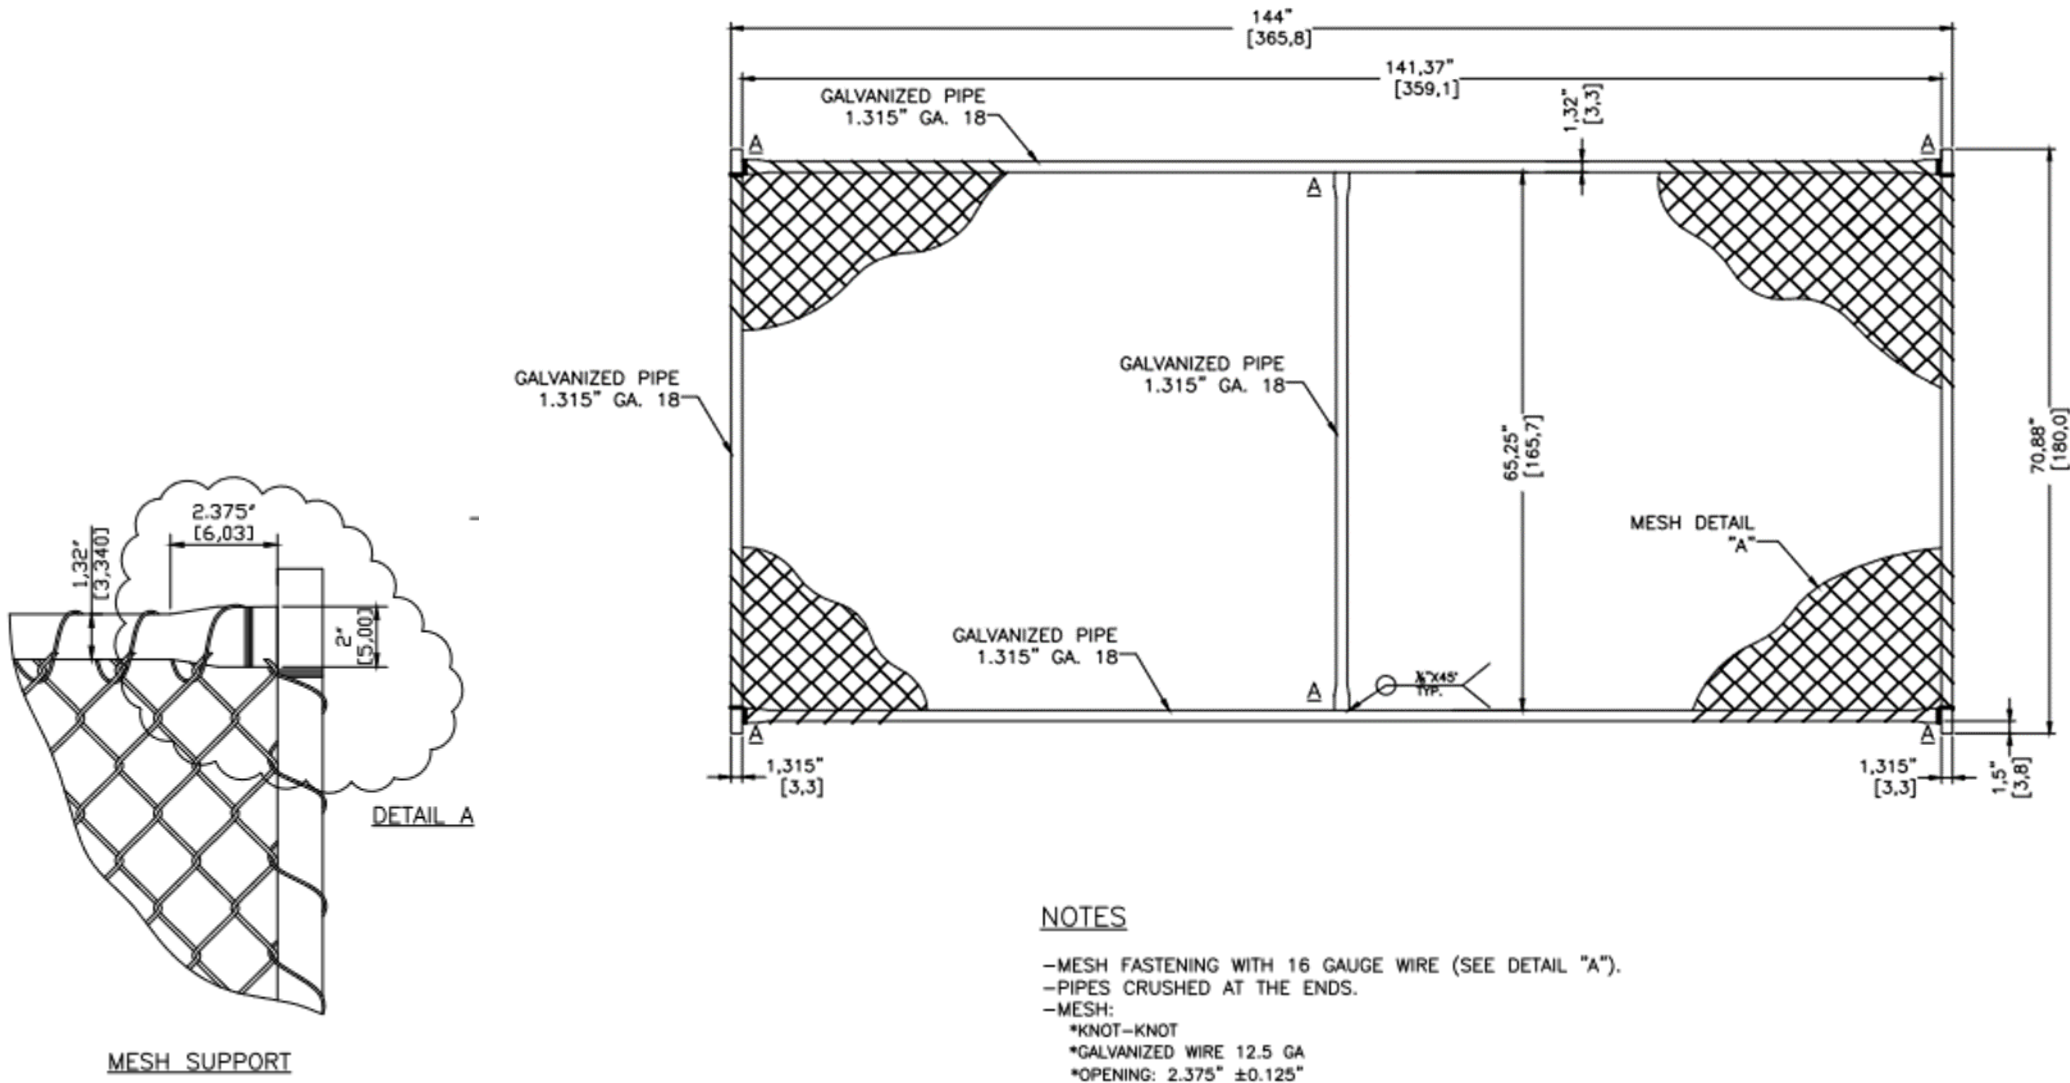 144"
[365,8]
141,37"
[359,1]
GALVANIZED PIPE
1.315" GA. 18
1,32"
[3,3]
A
A
A
GALVANIZED PIPE
1.315" GA. 18
GALVANIZED PIPE
1.315" GA. 18
65,25"
[165,7]
70,88"
[180,0]
MESH DETAIL
"A"
GALVANIZED PIPE
1.315" GA. 18
A
X45°
TYP.
A
A
1,315"
[3,3]
1,315"
[3,3]
1,5"
[3,8]
2.375"
[6,03]
1,32"
[3,340]
2"
[5,00]
DETAIL A
MESH SUPPORT
NOTES
-MESH FASTENING WITH 16 GAUGE WIRE (SEE DETAIL "A").
-PIPES CRUSHED AT THE ENDS.
-MESH:
*KNOT-KNOT
*GALVANIZED WIRE 12.5 GA
*OPENING: 2.375" ±0.125"